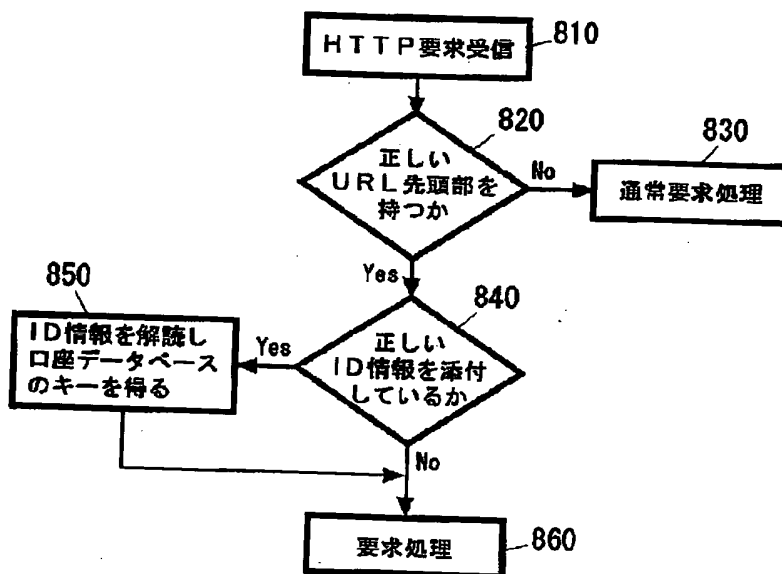 HTTP要求受信
810
820
正しい
URL先頭部を
持つか
No
830
通常要求処理
Yes
850
ID情報を解読し
口座データベース
のキーを得る
Yes
840
正しい
ID情報を添付
しているか
No
要求処理
860